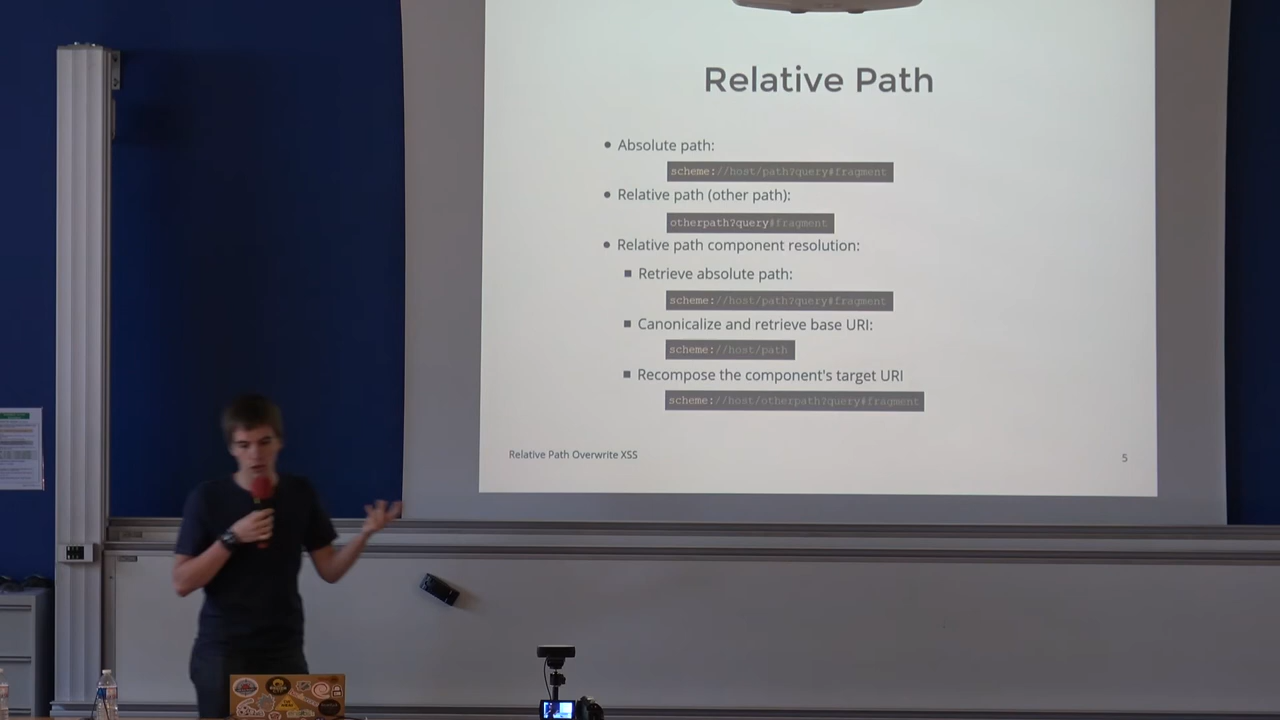 Relative Path
• Absolute path:
scheme://host/path?query#fragment
• Relative path (other path):
otherpath?query#fragment
• Relative path component resolution:
▪ Retrieve absolute path:
scheme://host/path?query#fragment
▪ Canonicalize and retrieve base URI:
scheme://host/path
▪ Recompose the component's target URI
scheme://host/otherpath?query#fragment
Relative Path Overwrite XSS
5